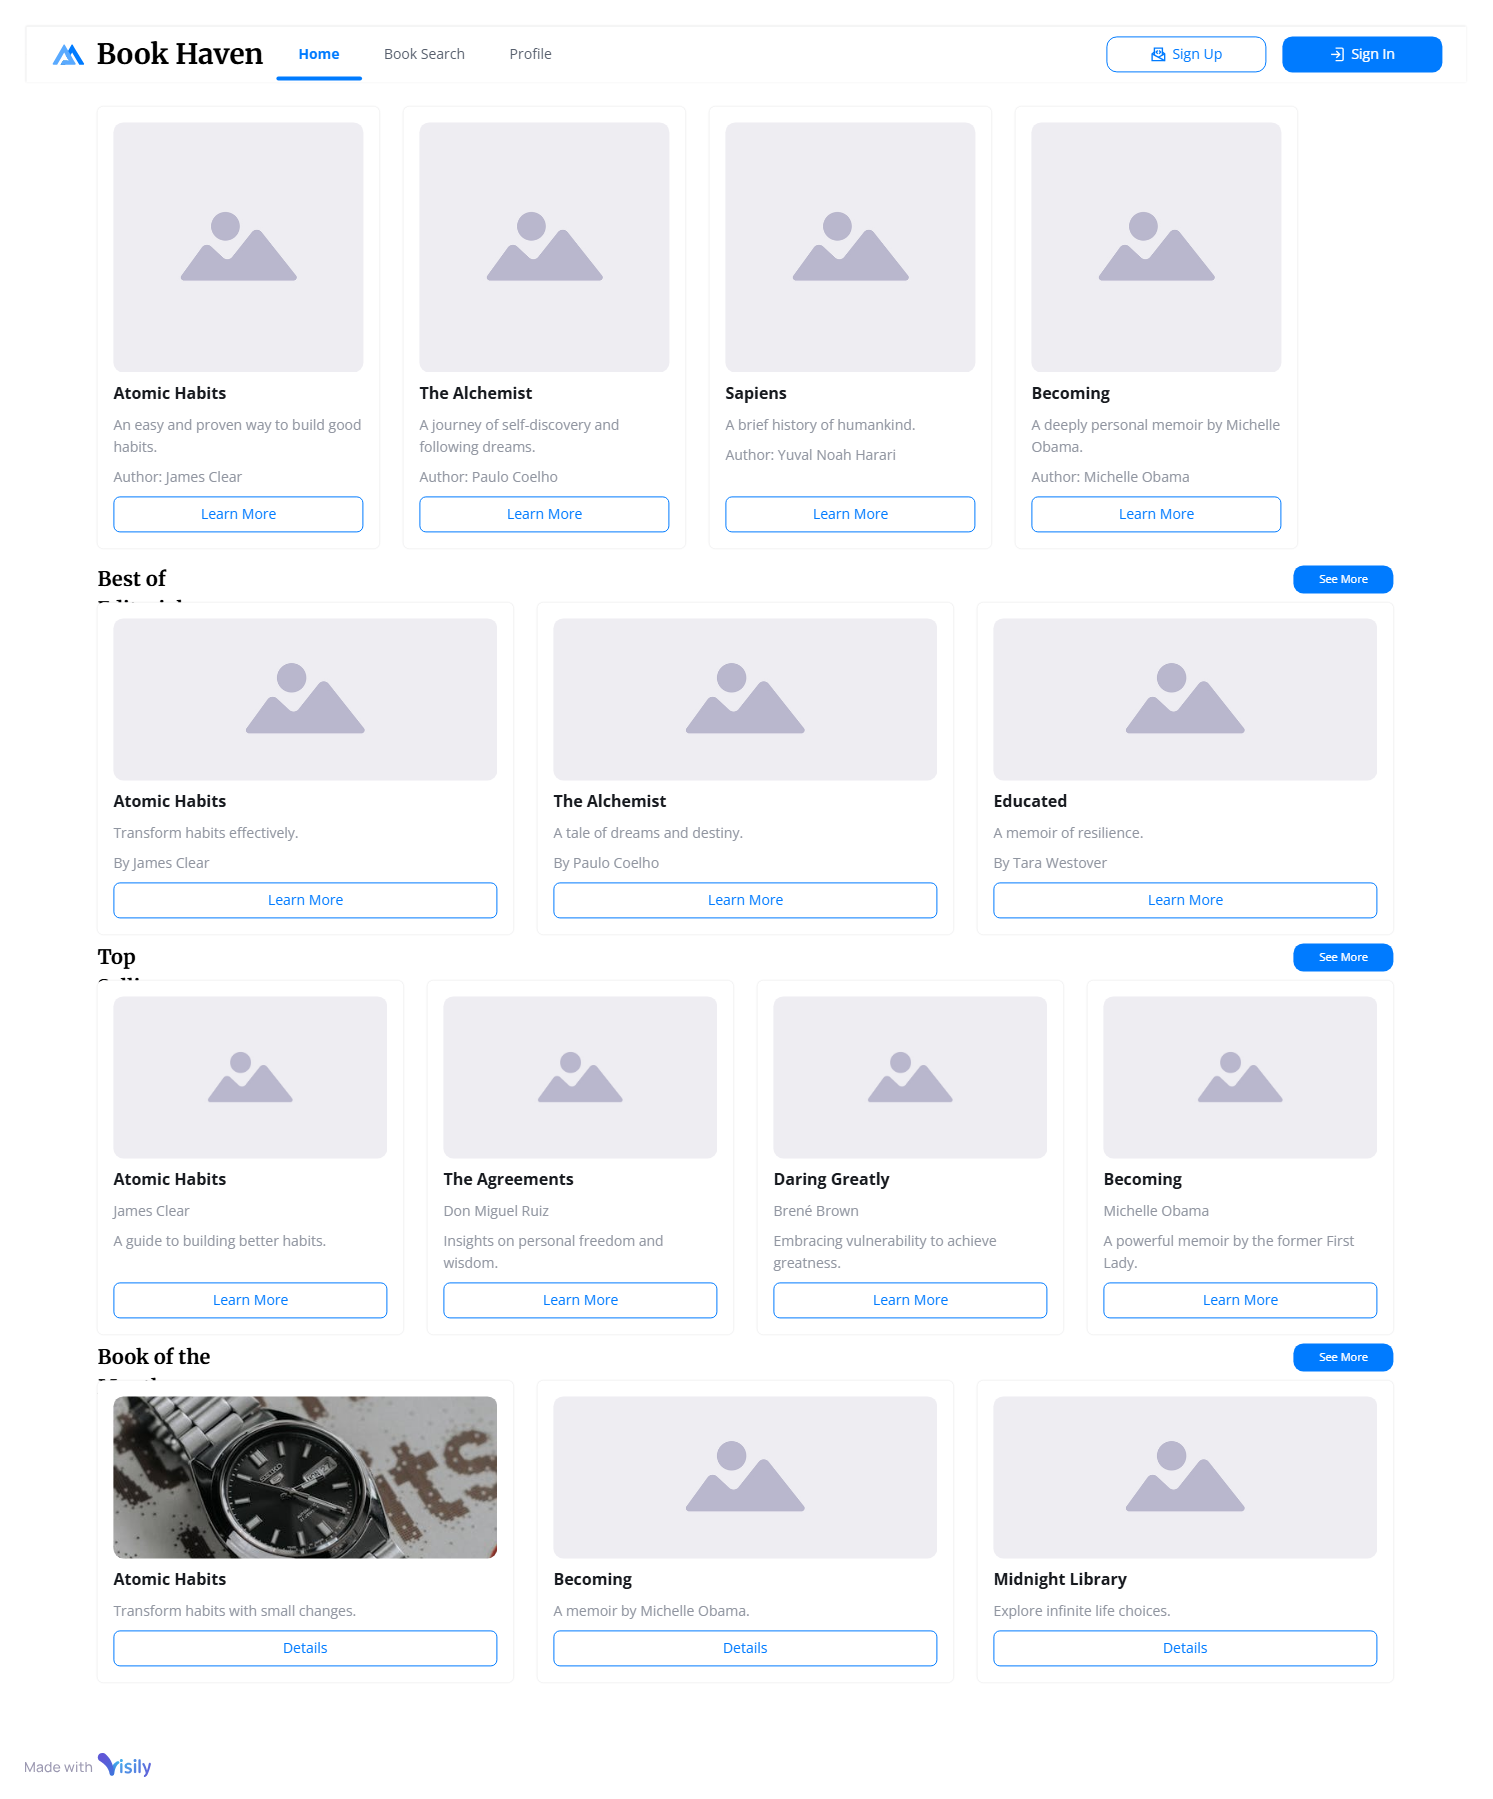 Book Haven
Home
Book Search
Profile
Sign Up
Sign In
Atomic Habits
An easy and proven way to build good
habits.
Author: James Clear
Learn More
The Alchemist
A journey of self-discovery and
following dreams.
Author: Paulo Coelho
Learn More
Sapiens
A brief history of humankind.
Author: Yuval Noah Harari
Learn More
Becoming
A deeply personal memoir by Michelle
Obama.
Author: Michelle Obama
Learn More
Best of
See More
Atomic Habits
Transform habits effectively.
By James Clear
Learn More
The Alchemist
A tale of dreams and destiny.
By Paulo Coelho
Learn More
Educated
A memoir of resilience.
By Tara Westover
Learn More
Top
See More
Atomic Habits
James Clear
A guide to building better habits.
Learn More
The Agreements
Don Miguel Ruiz
Insights on personal freedom and
wisdom.
Learn More
Daring Greatly
Brené Brown
Embracing vulnerability to achieve
greatness.
Learn More
Becoming
Michelle Obama
A powerful memoir by the former First
Lady.
Learn More
Book of the
See More
its
SEIKO
Atomic Habits
Transform habits with small changes.
Details
Becoming
A memoir by Michelle Obama.
Details
Midnight Library
Explore infinite life choices.
Details
Made with Visily